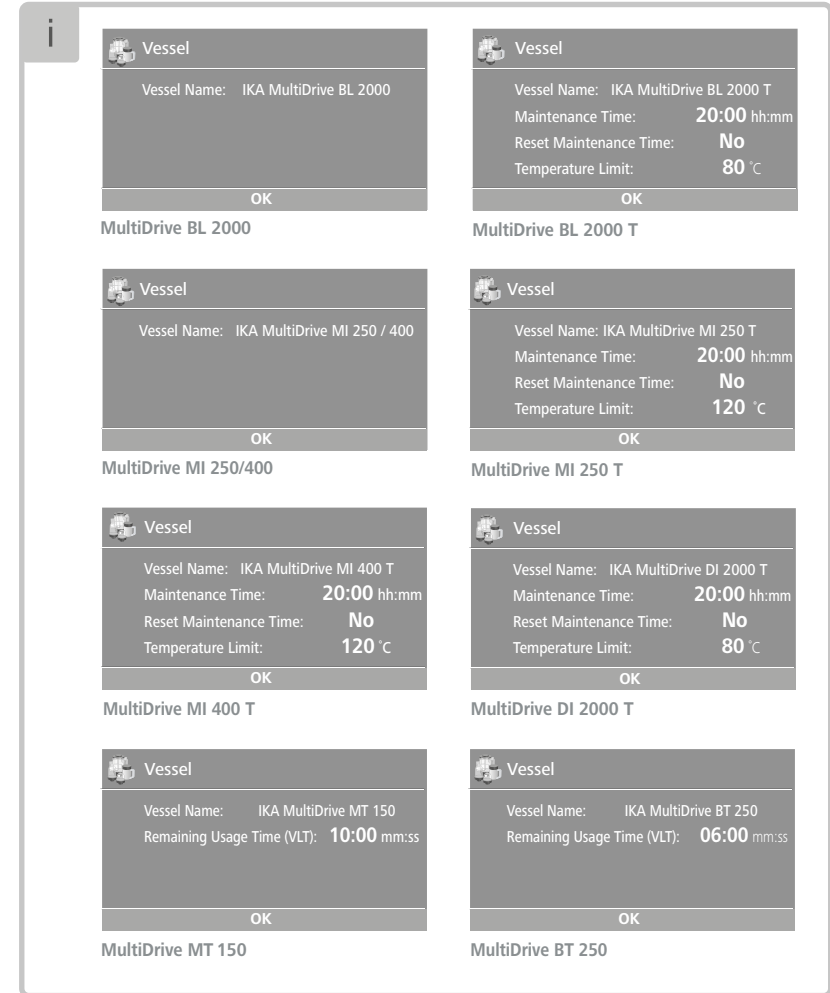 i
Vessel
Vessel Name: IKA MultiDrive BL 2000
OK
MultiDrive BL 2000
Vessel
Vessel Name: IKA MultiDrive BL 2000 T
Maintenance Time: 20:00 hh:mm
Reset Maintenance Time: No
Temperature Limit: 80 °C
OK
MultiDrive BL 2000 T
Vessel
Vessel Name: IKA MultiDrive MI 250 / 400
OK
MultiDrive MI 250/400
Vessel
Vessel Name: IKA MultiDrive MI 250 T
Maintenance Time: 20:00 hh:mm
Reset Maintenance Time: No
Temperature Limit: 120 °C
OK
MultiDrive MI 250 T
Vessel
Vessel Name: IKA MultiDrive MI 400 T
Maintenance Time: 20:00 hh:mm
Reset Maintenance Time: No
Temperature Limit: 120 °C
OK
MultiDrive MI 400 T
Vessel
Vessel Name: IKA MultiDrive DI 2000 T
Maintenance Time: 20:00 hh:mm
Reset Maintenance Time: No
Temperature Limit: 80 °C
OK
MultiDrive DI 2000 T
Vessel
Vessel Name: IKA MultiDrive MT 150
Remaining Usage Time (VLT): 10:00 mm:ss
OK
MultiDrive MT 150
Vessel
Vessel Name: IKA MultiDrive BT 250
Remaining Usage Time (VLT): 06:00 mm:ss
OK
MultiDrive BT 250